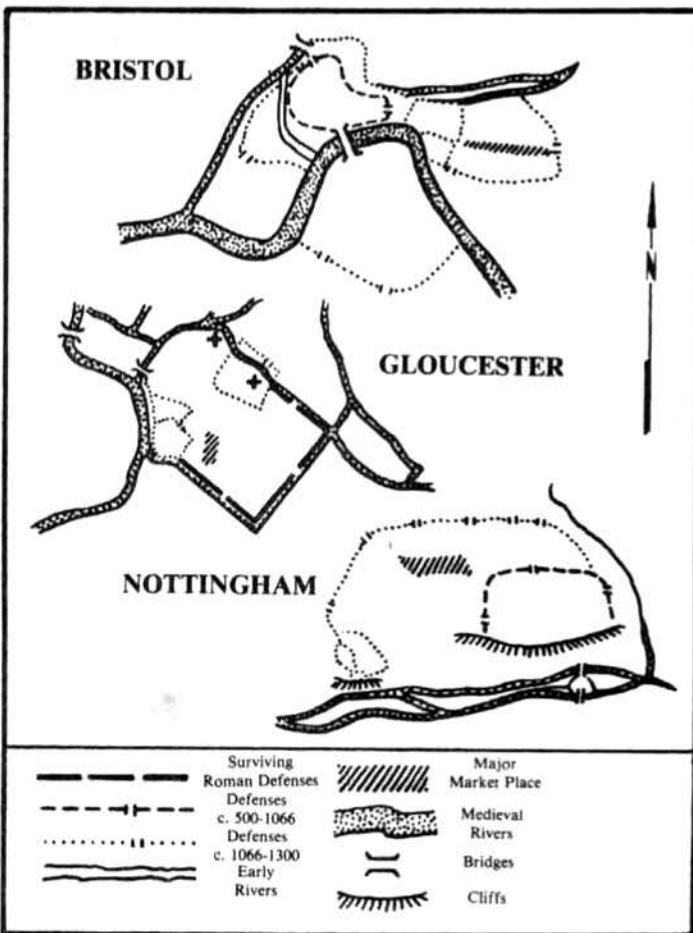 BRISTOL
N
GLOUCESTER
NOTTINGHAM
Surviving
Roman Defenses
Defenses
c. 500-1066
Defenses
c. 1066-1300
Early
Rivers
Major
Market Place
Medieval
Rivers
Bridges
Cliffs